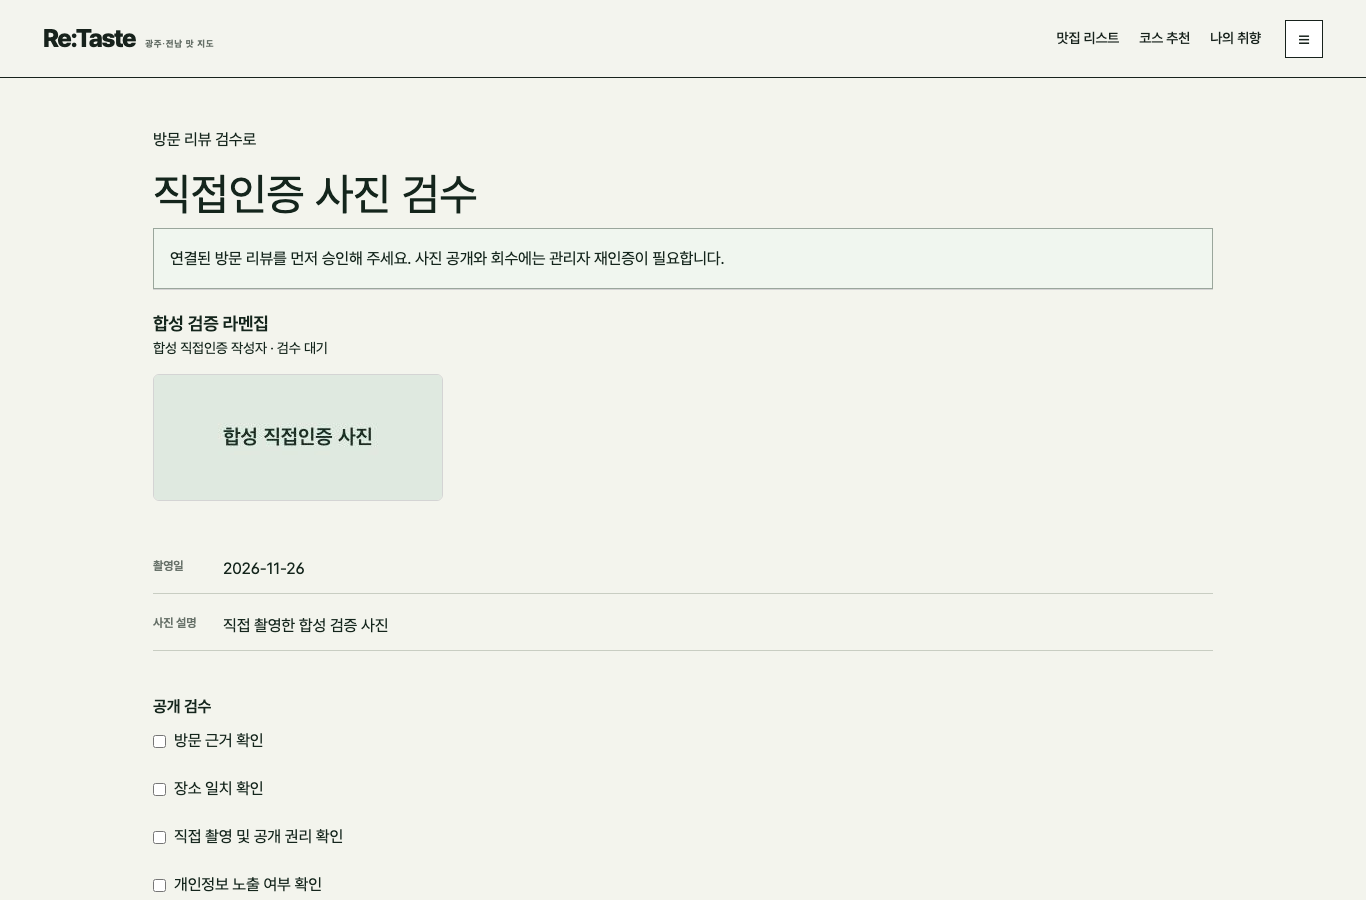 Re:Taste 광주·전남 맛 지도
맛집 리스트 코스 추천 나의 취향
방문 리뷰 검수로
직접인증 사진 검수
연결된 방문 리뷰를 먼저 승인해 주세요. 사진 공개와 회수에는 관리자 재인증이 필요합니다.
합성 검증 라멘집
합성 직접인증 작성자 · 검수 대기
합성 직접인증 사진
촬영일 2026-11-26
사진 설명 직접 촬영한 합성 검증 사진
공개 검수
방문 근거 확인
장소 일치 확인
직접 촬영 및 공개 권리 확인
개인정보 노출 여부 확인